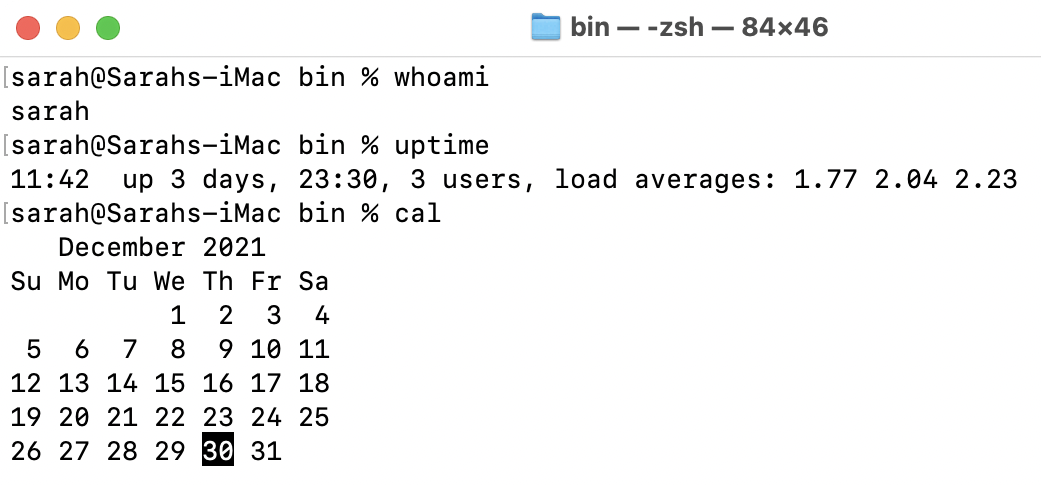 bin — -zsh — 84×46
sarah@Sarahs-iMac bin % whoami
sarah
sarah@Sarahs-iMac bin % uptime
11:42  up 3 days, 23:30, 3 users, load averages: 1.77 2.04 2.23
sarah@Sarahs-iMac bin % cal
   December 2021
Su Mo Tu We Th Fr Sa
          1  2  3  4
 5  6  7  8  9 10 11
12 13 14 15 16 17 18
19 20 21 22 23 24 25
26 27 28 29 30 31